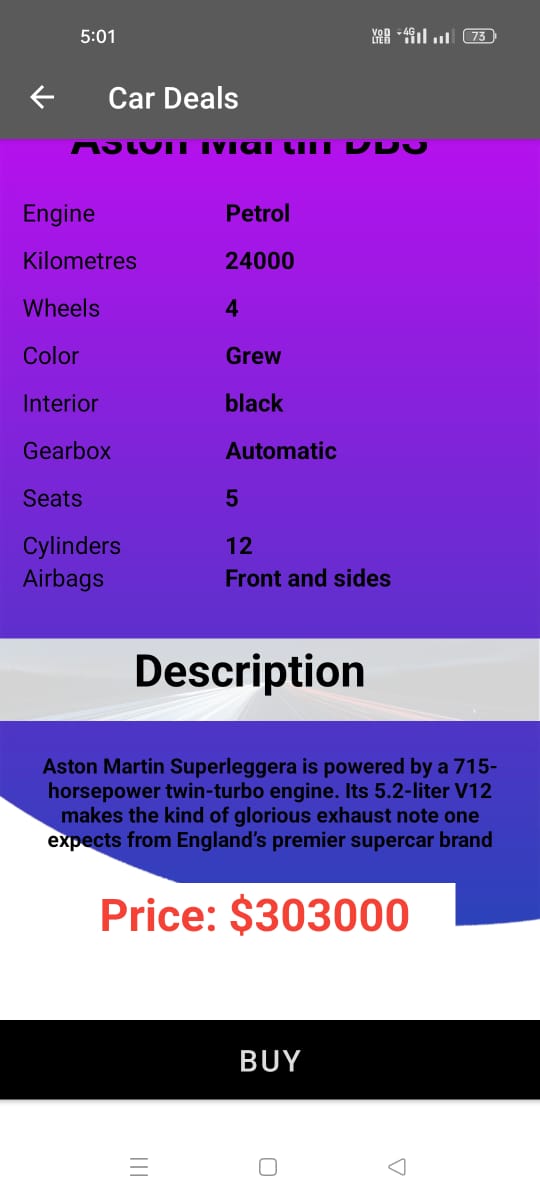 5:01
Vo LTE 4G 73
Car Deals
Aston Martin DBS
Engine Petrol
Kilometres 24000
Wheels 4
Color Grew
Interior black
Gearbox Automatic
Seats 5
Cylinders 12
Airbags Front and sides
Description
Aston Martin Superleggera is powered by a 715-
horsepower twin-turbo engine. Its 5.2-liter V12
makes the kind of glorious exhaust note one
expects from England’s premier supercar brand
Price: $303000
BUY